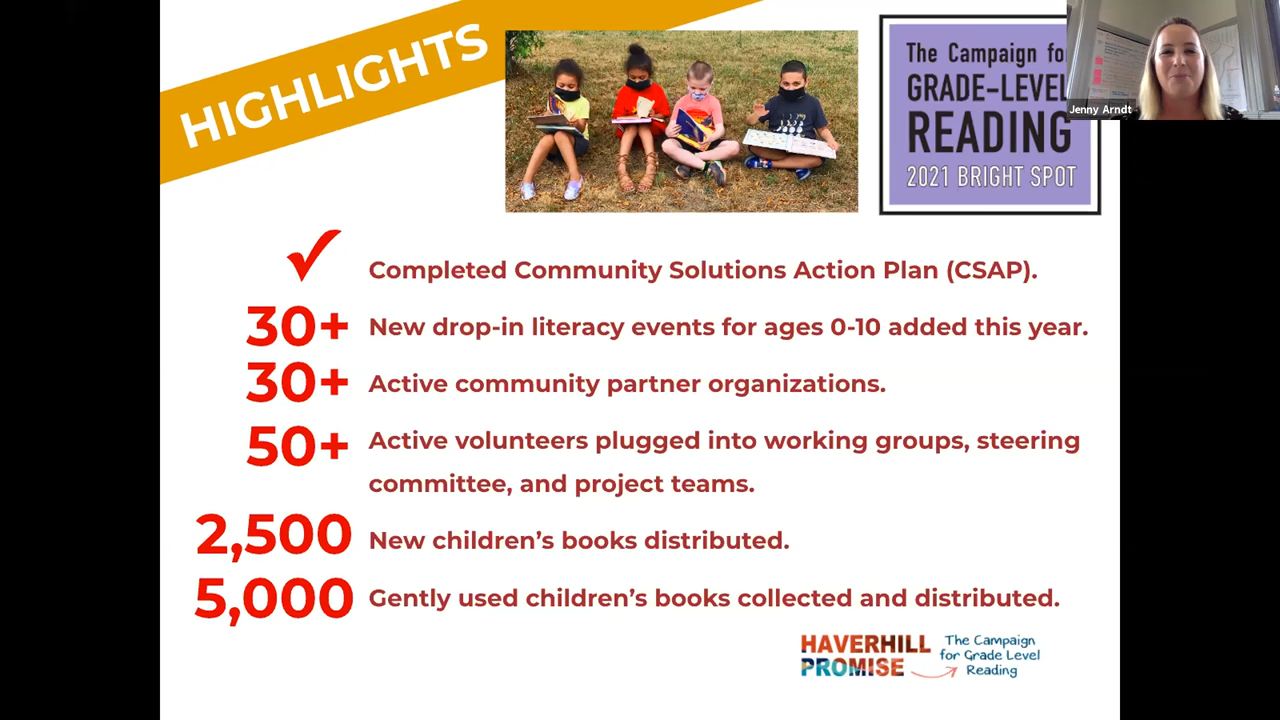 HIGHLIGHTS
The Campaign for
GRADE-LEVEL
READING
2021 BRIGHT SPOT
Jenny Arndt
✓ Completed Community Solutions Action Plan (CSAP).
30+ New drop-in literacy events for ages 0-10 added this year.
30+ Active community partner organizations.
50+ Active volunteers plugged into working groups, steering
committee, and project teams.
2,500 New children’s books distributed.
5,000 Gently used children’s books collected and distributed.
HAVERHILL
PROMISE
The Campaign
for Grade Level
Reading